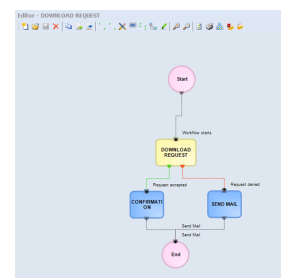 Editor - DOWNLOAD REQUEST
Start
Workflow starts
DOWNLOAD
REQUEST
Request accepted
Request denied
CONFIRMATI
ON
SEND MAIL
Send Mail
Send Mail
End